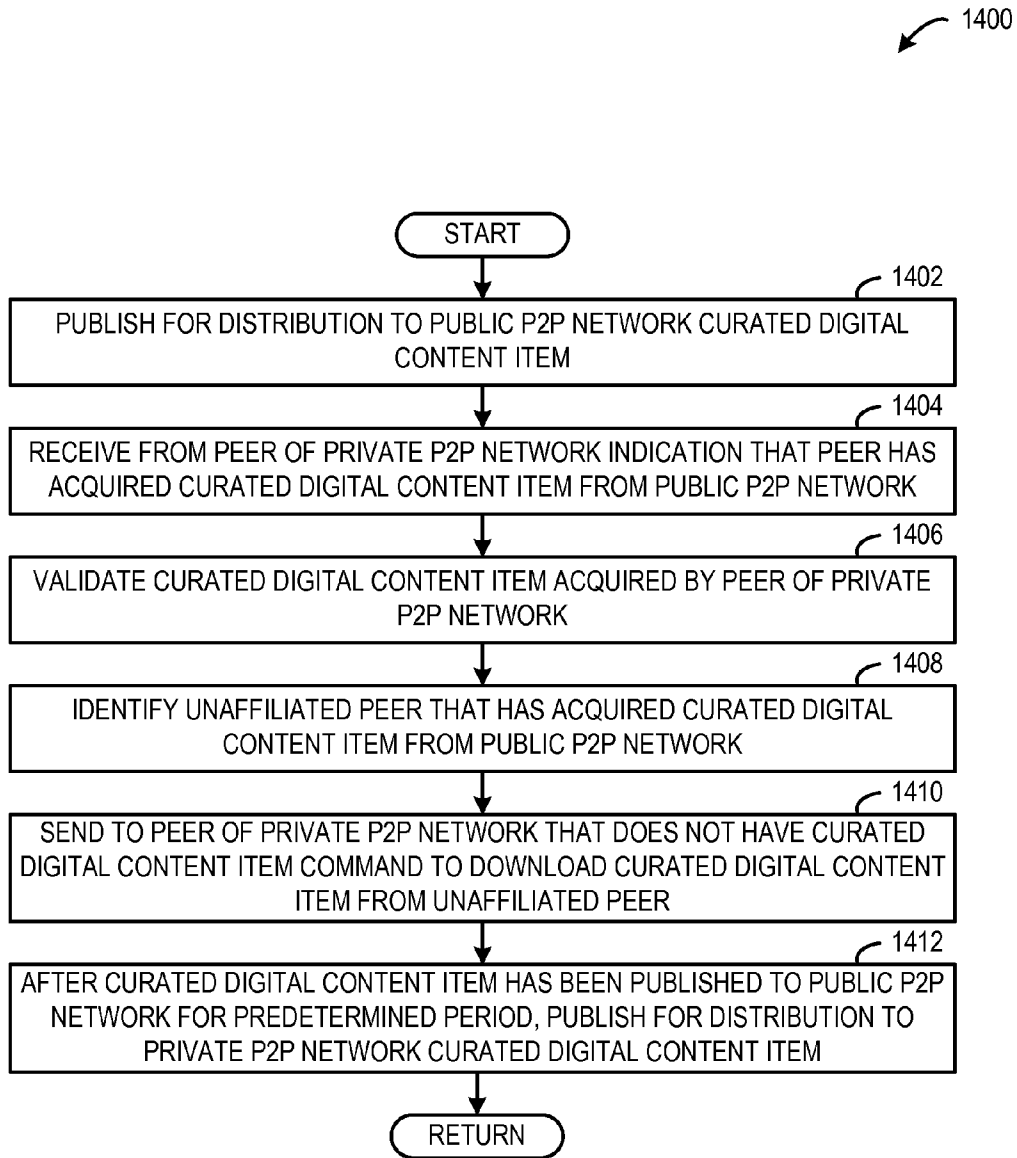 1400
START
1402
PUBLISH FOR DISTRIBUTION TO PUBLIC P2P NETWORK CURATED DIGITAL
CONTENT ITEM
1404
RECEIVE FROM PEER OF PRIVATE P2P NETWORK INDICATION THAT PEER HAS
ACQUIRED CURATED DIGITAL CONTENT ITEM FROM PUBLIC P2P NETWORK
1406
VALIDATE CURATED DIGITAL CONTENT ITEM ACQUIRED BY PEER OF PRIVATE
P2P NETWORK
1408
IDENTIFY UNAFFILIATED PEER THAT HAS ACQUIRED CURATED DIGITAL
CONTENT ITEM FROM PUBLIC P2P NETWORK
1410
SEND TO PEER OF PRIVATE P2P NETWORK THAT DOES NOT HAVE CURATED
DIGITAL CONTENT ITEM COMMAND TO DOWNLOAD CURATED DIGITAL CONTENT
ITEM FROM UNAFFILIATED PEER
1412
AFTER CURATED DIGITAL CONTENT ITEM HAS BEEN PUBLISHED TO PUBLIC P2P
NETWORK FOR PREDETERMINED PERIOD, PUBLISH FOR DISTRIBUTION TO
PRIVATE P2P NETWORK CURATED DIGITAL CONTENT ITEM
RETURN